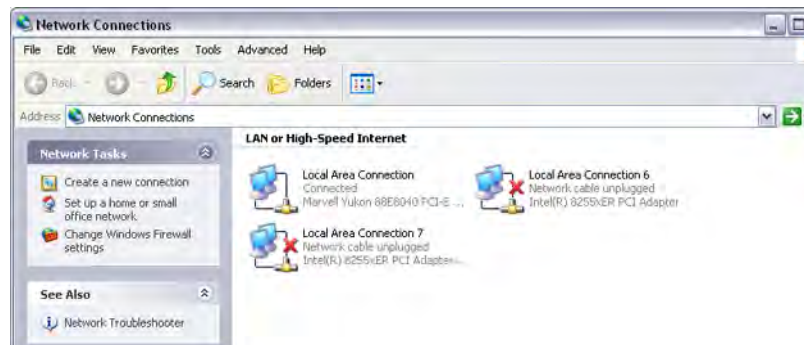 Network Connections
File Edit View Favorites Tools Advanced Help
Back Search Folders
Address Network Connections
Network Tasks
Create a new connection
Set up a home or small
office network
Change Windows Firewall
settings
See Also
Network Troubleshooter
LAN or High-Speed Internet
Local Area Connection
Connected
Marvell Yukon 88E8040 PCI-E ...
Local Area Connection 6
Network cable unplugged
Intel(R) 8255xER PCI Adapter
Local Area Connection 7
Network cable unplugged
Intel(R) 8255xER PCI Adapter...